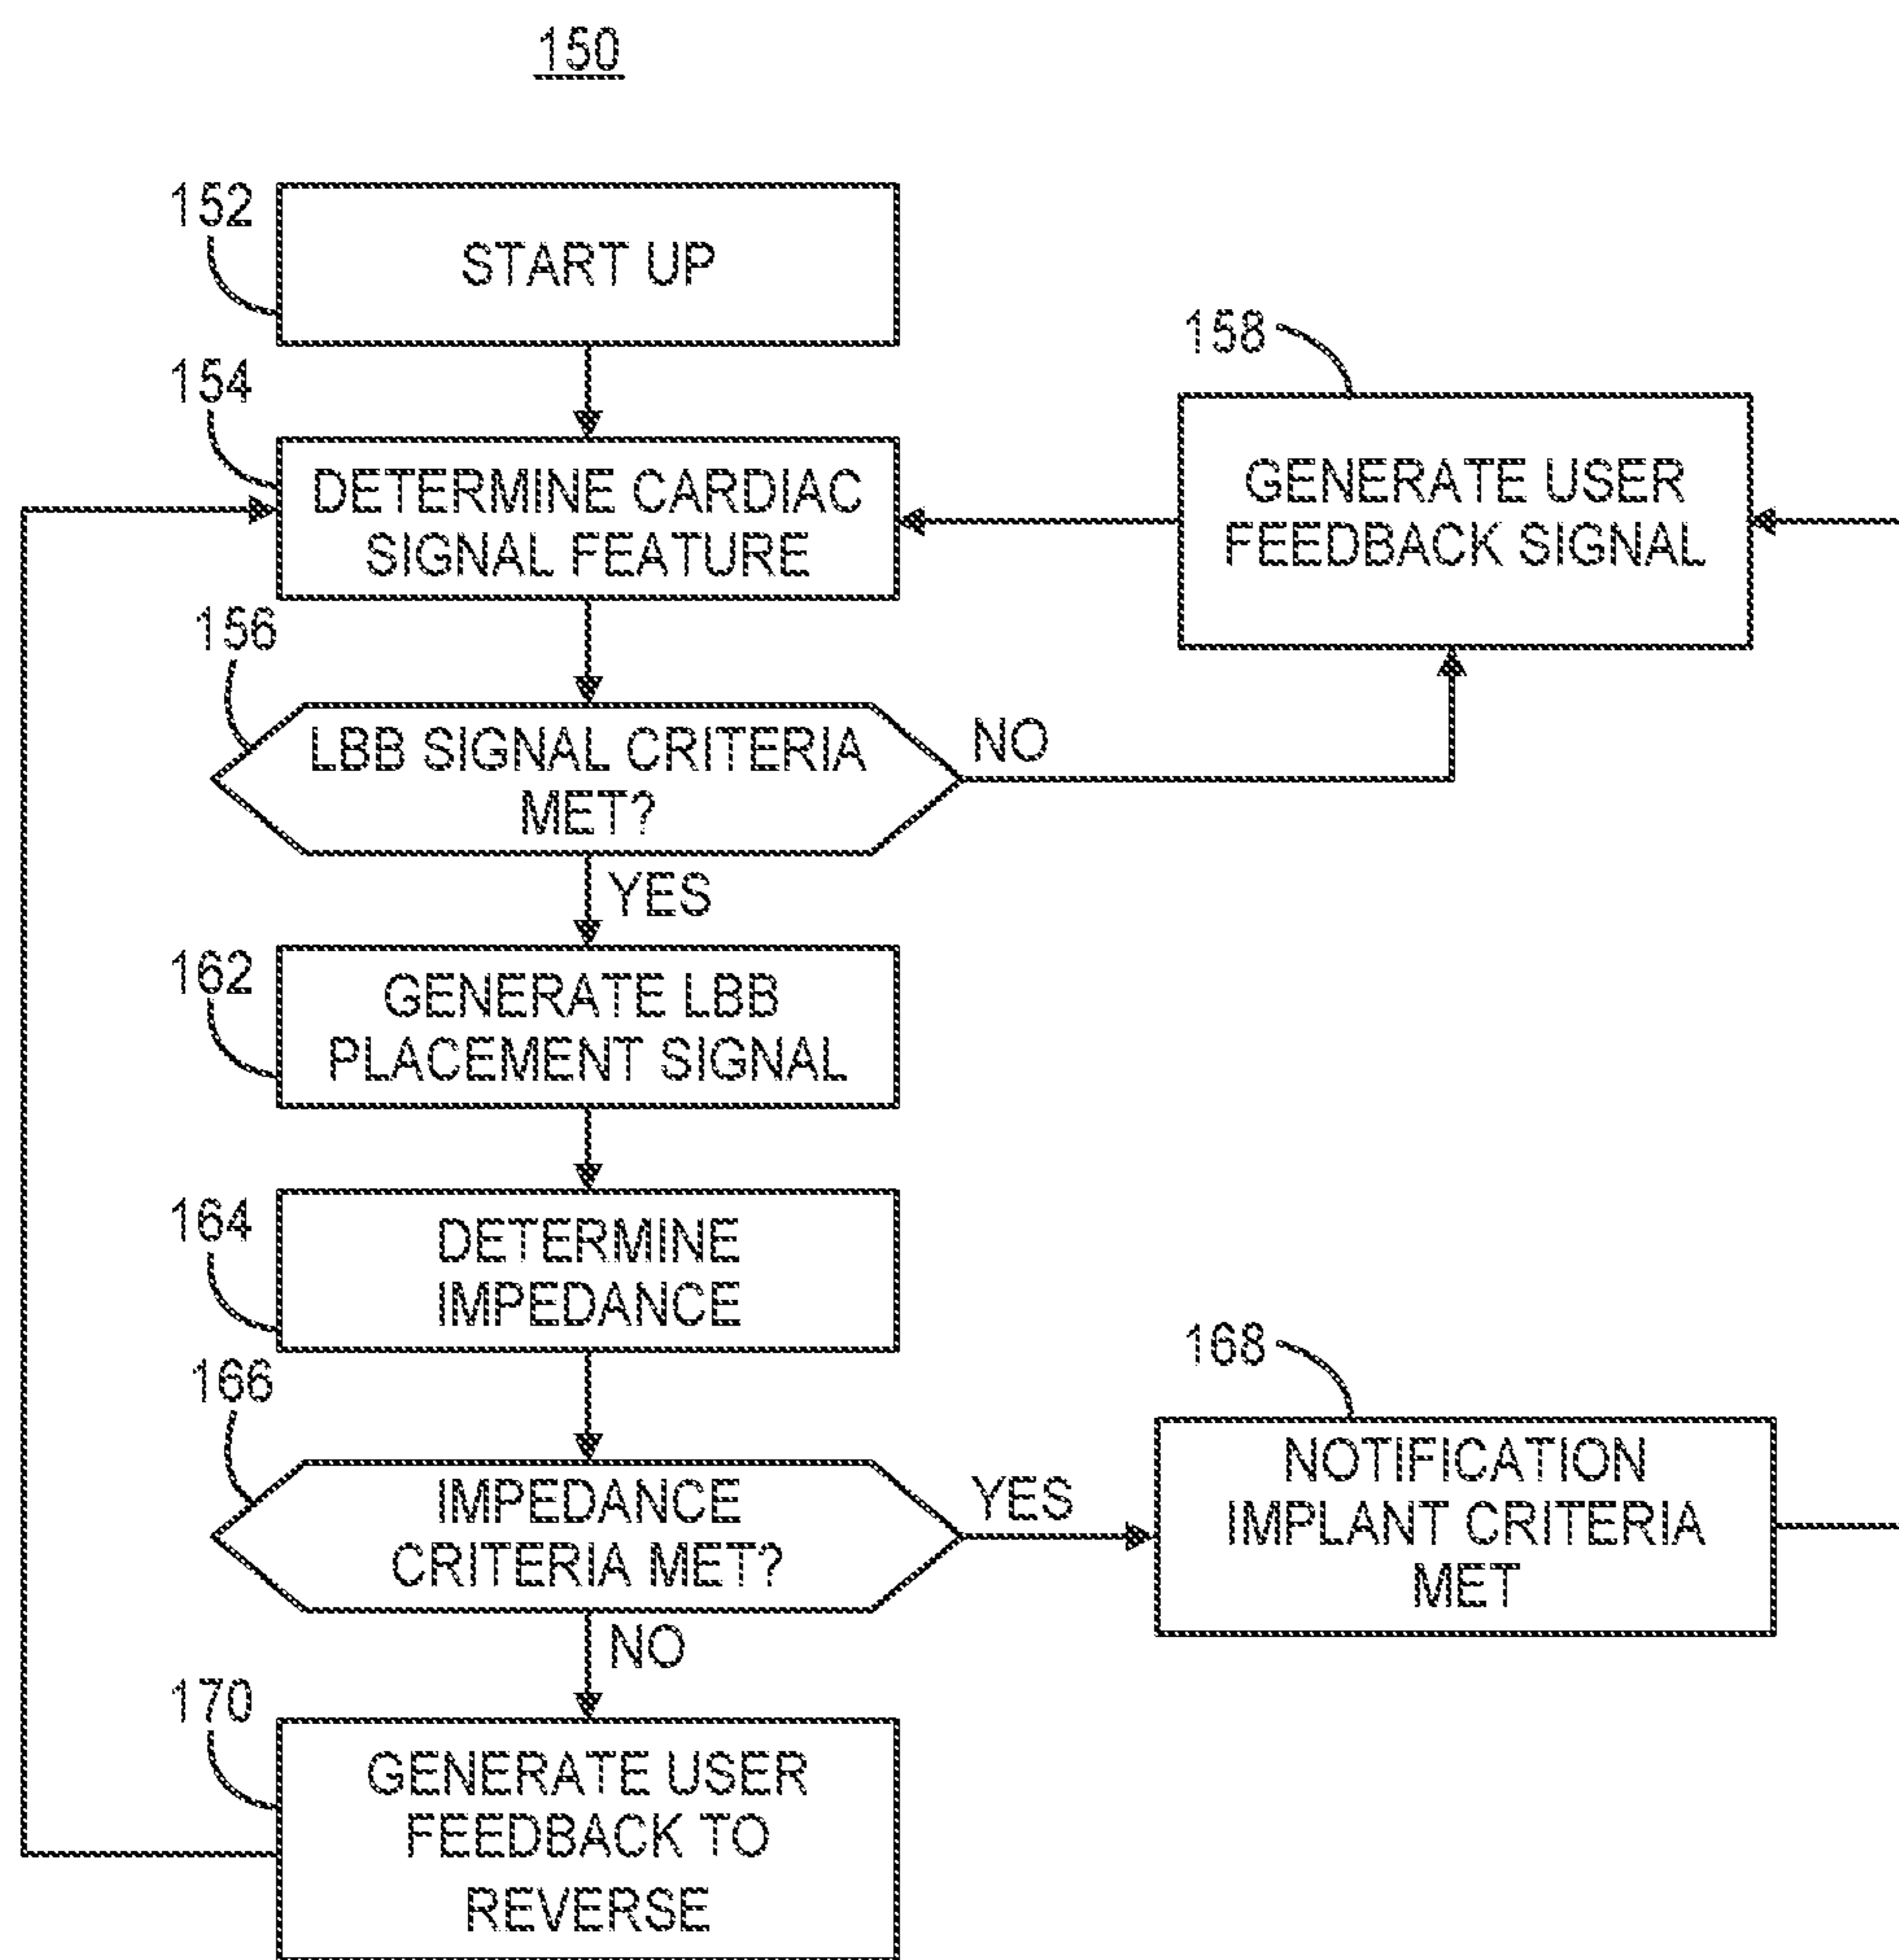 150
152
START UP
154
DETERMINE CARDIAC
SIGNAL FEATURE
158
GENERATE USER
FEEDBACK SIGNAL
156
LBB SIGNAL CRITERIA
MET?
NO
YES
162
GENERATE LBB
PLACEMENT SIGNAL
164
DETERMINE
IMPEDANCE
166
IMPEDANCE
CRITERIA MET?
YES
168
NOTIFICATION
IMPLANT CRITERIA
MET
NO
170
GENERATE USER
FEEDBACK TO
REVERSE